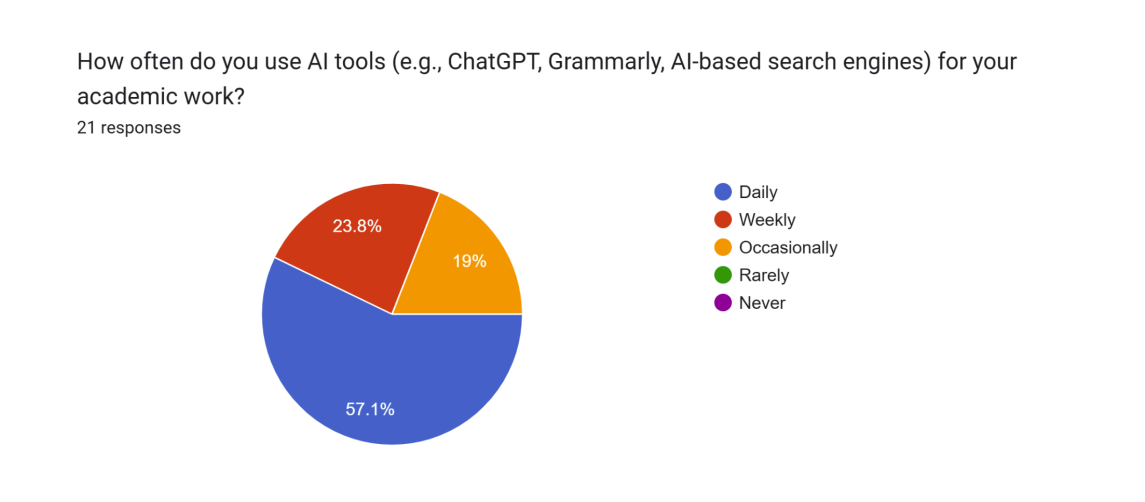 How often do you use AI tools (e.g., ChatGPT, Grammarly, AI-based search engines) for your
academic work?
21 responses
23.8%
19%
57.1%
Daily
Weekly
Occasionally
Rarely
Never